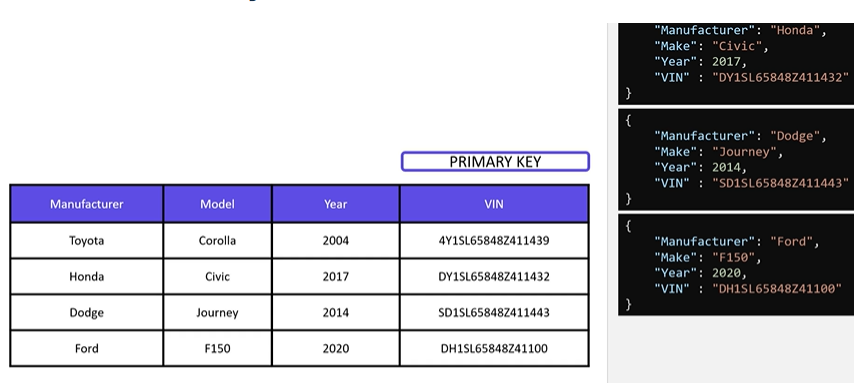 PRIMARY KEY
Manufacturer Model Year VIN
Toyota Corolla 2004 4Y1SL65848Z411439
Honda Civic 2017 DY1SL65848Z411432
Dodge Journey 2014 SD1SL65848Z411443
Ford F150 2020 DH1SL65848Z41100
"Manufacturer": "Honda",
"Make": "Civic",
"Year": 2017,
"VIN" : "DY1SL65848Z411432"
}
{
"Manufacturer": "Dodge",
"Make": "Journey",
"Year": 2014,
"VIN" : "SD1SL65848Z411443"
}
{
"Manufacturer": "Ford",
"Make": "F150",
"Year": 2020,
"VIN" : "DH1SL65848Z41100"
}